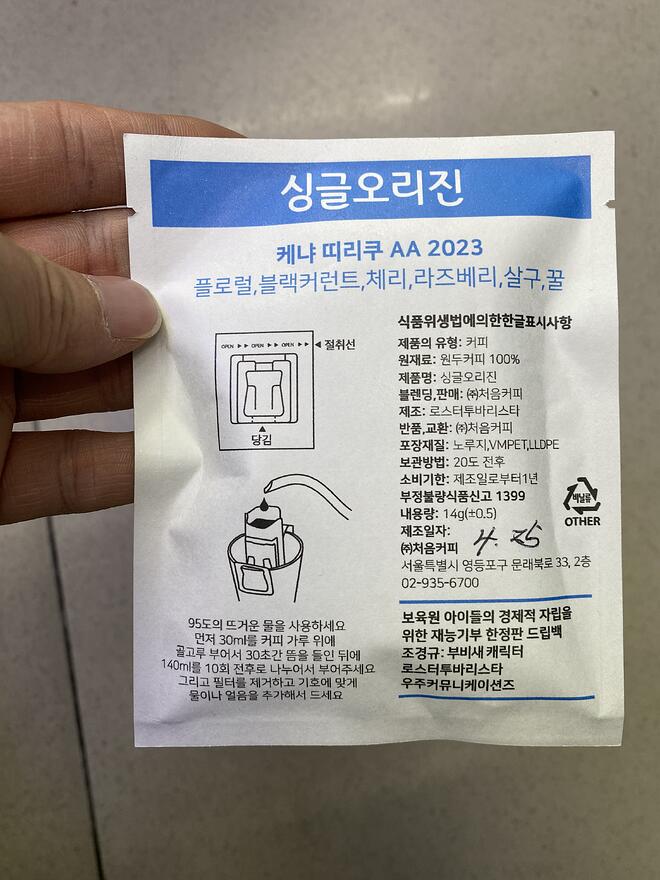 싱글오리진
케냐 띠리쿠 AA 2023
플로럴,블랙커런트,체리,라즈베리,살구,꿀
OPEN ▶▶ OPEN ▶▶ OPEN ▶▶
◀ 절취선
▲
당김
95도의 뜨거운 물을 사용하세요
먼저 30ml를 커피 가루 위에
골고루 부어서 30초간 뜸을 들인 뒤에
140ml를 10회 전후로 나누어서 부어주세요
그리고 필터를 제거하고 기호에 맞게
물이나 얼음을 추가해서 드세요
식품위생법에의한한글표시사항
제품의 유형: 커피
원재료: 원두커피 100%
제품명: 싱글오리진
블렌딩,판매: ㈜처음커피
제조: 로스터투바리스타
반품,교환: ㈜처음커피
포장재질: 노루지,VMPET,LLDPE
보관방법: 20도 전후
소비기한: 제조일로부터1년
부정불량식품신고 1399
내용량: 14g(±0.5)
제조일자: 4. 25
㈜처음커피
서울특별시 영등포구 문래북로 33, 2층
02-935-6700
비닐류
OTHER
보육원 아이들의 경제적 자립을
위한 재능기부 한정판 드립백
조경규: 부비새 캐릭터
로스터투바리스타
우주커뮤니케이션즈